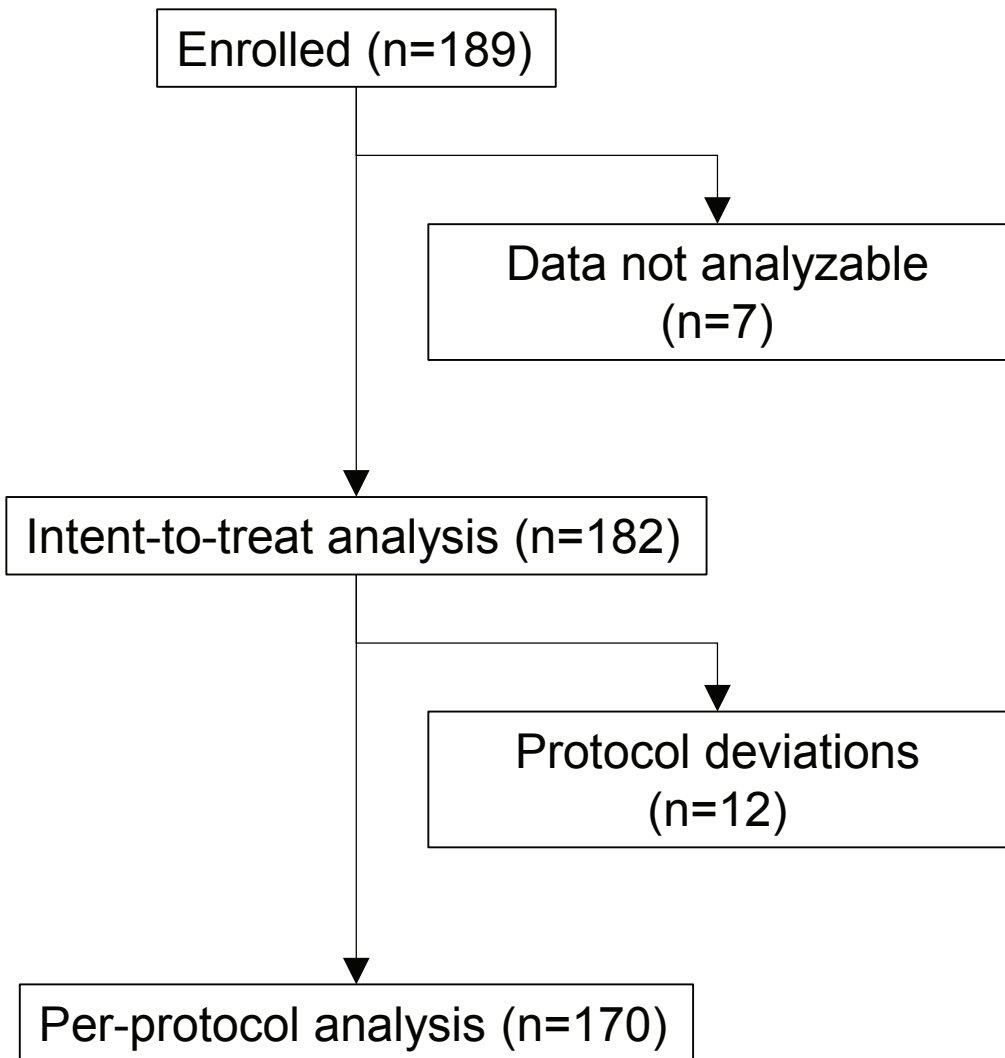 Enrolled (n=189)
Data not analyzable
(n=7)
Intent-to-treat analysis (n=182)
Protocol deviations
(n=12)
Per-protocol analysis (n=170)